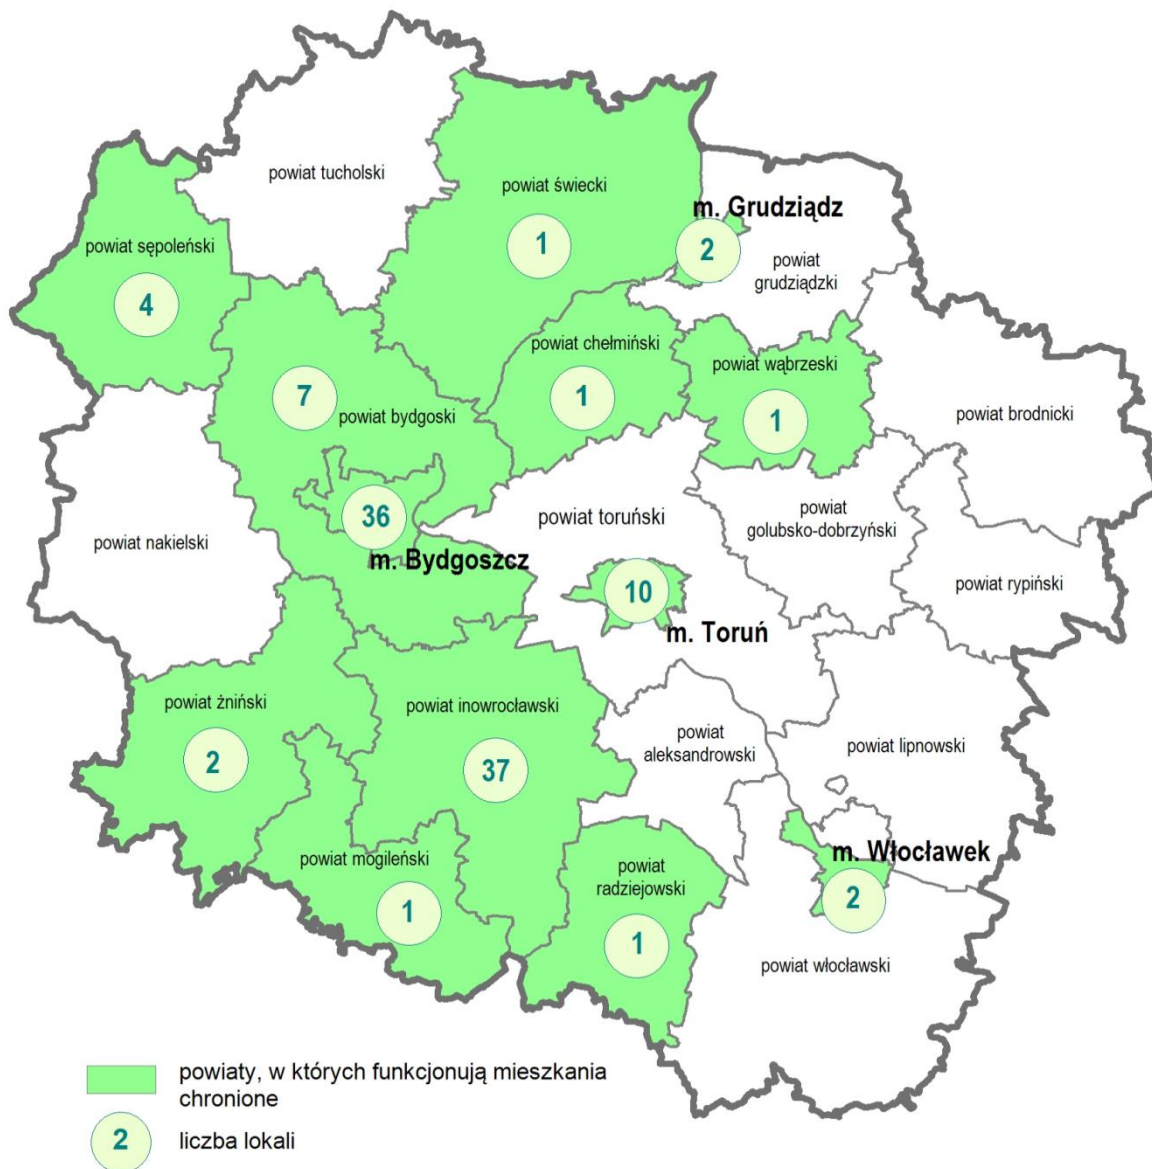 powiat tucholski
powiat świecki
m. Grudziądz
2
powiat
grudziądzki
powiat sępoleński
4
1
powiat chełmiński
1
powiat wąbrzeski
1
7
powiat bydgoski
powiat brodnicki
36
m. Bydgoszcz
powiat toruński
powiat
golubsko-dobrzyński
powiat nakielski
powiat rypiński
10
m. Toruń
powiat żniński
2
powiat inowrocławski
37
powiat
aleksandrowski
powiat lipnowski
powiat mogileński
1
powiat
radziejowski
1
m. Włocławek
2
powiat włocławski
powiaty, w których funkcjonują mieszkania
chronione
2
liczba lokali